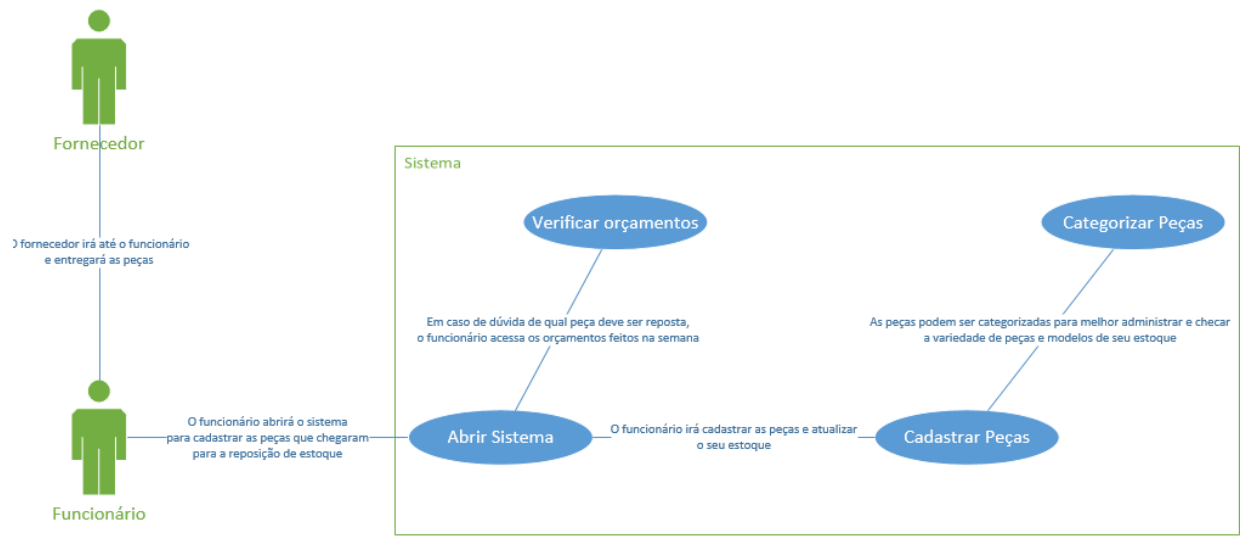 Fornecedor
O fornecedor irá até o funcionário
e entregará as peças
Funcionário
O funcionário abrirá o sistema
para cadastrar as peças que chegaram
para a reposição de estoque
Sistema
Verificar orçamentos
Categorizar Peças
Em caso de dúvida de qual peça deve ser reposta,
o funcionário acessa os orçamentos feitos na semana
As peças podem ser categorizadas para melhor administrar e checar
a variedade de peças e modelos de seu estoque
Abrir Sistema
O funcionário irá cadastrar as peças e atualizar
o seu estoque
Cadastrar Peças